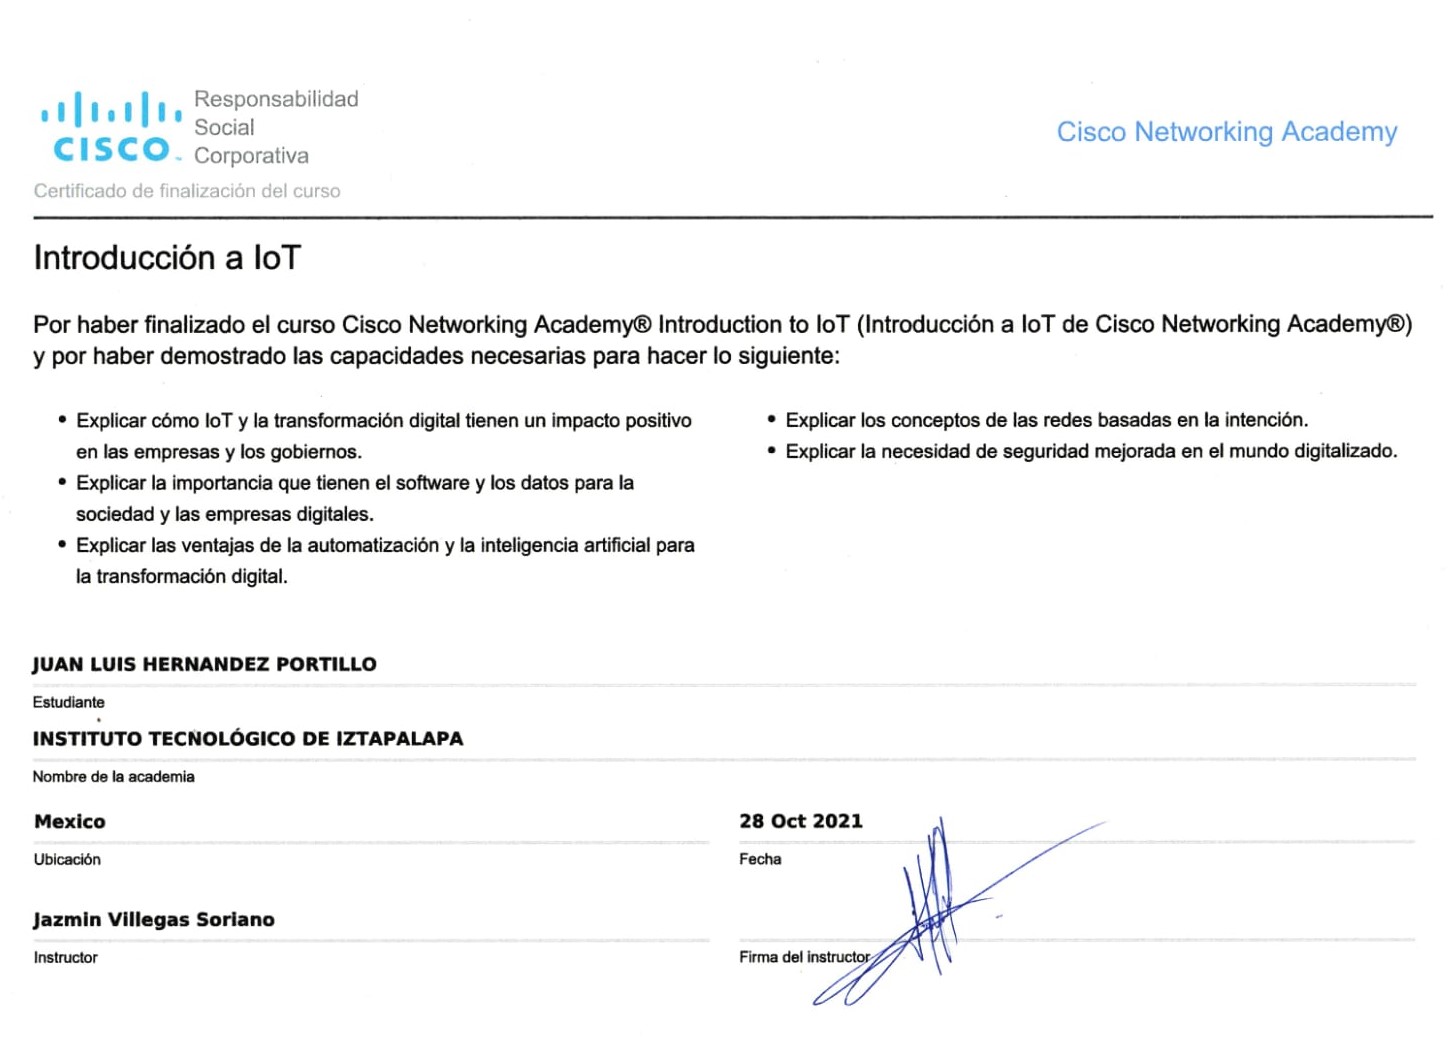 CISCO
Responsabilidad
Social
Corporativa
Cisco Networking Academy
Certificado de finalización del curso
Introducción a IoT
Por haber finalizado el curso Cisco Networking Academy® Introduction to IoT (Introducción a IoT de Cisco Networking Academy®)
y por haber demostrado las capacidades necesarias para hacer lo siguiente:
• Explicar cómo IoT y la transformación digital tienen un impacto positivo
en las empresas y los gobiernos.
• Explicar la importancia que tienen el software y los datos para la
sociedad y las empresas digitales.
• Explicar las ventajas de la automatización y la inteligencia artificial para
la transformación digital.
• Explicar los conceptos de las redes basadas en la intención.
• Explicar la necesidad de seguridad mejorada en el mundo digitalizado.
JUAN LUIS HERNANDEZ PORTILLO
Estudiante
INSTITUTO TECNOLÓGICO DE IZTAPALAPA
Nombre de la academia
Mexico
Ubicación
28 Oct 2021
Fecha
Jazmin Villegas Soriano
Instructor
Firma del instructor